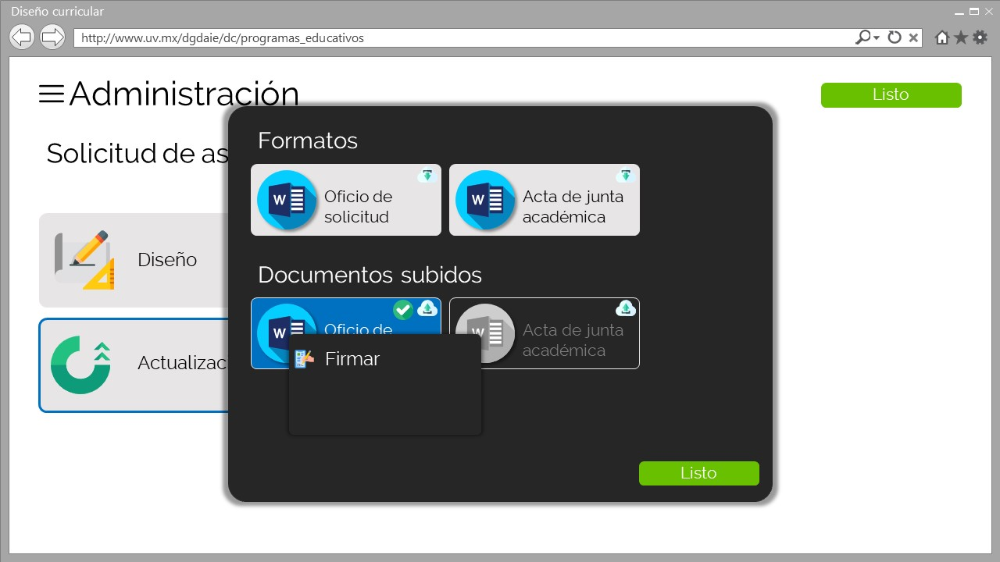 Diseño curricular
http://www.uv.mx/dgdaie/dc/programas_educativos
Administración
Listo
Solicitud de as
Formatos
W
Oficio de
solicitud
W
Acta de junta
académica
Diseño
Documentos subidos
W
Oficio de
W
Acta de junta
académica
Actualizac
Firmar
Listo